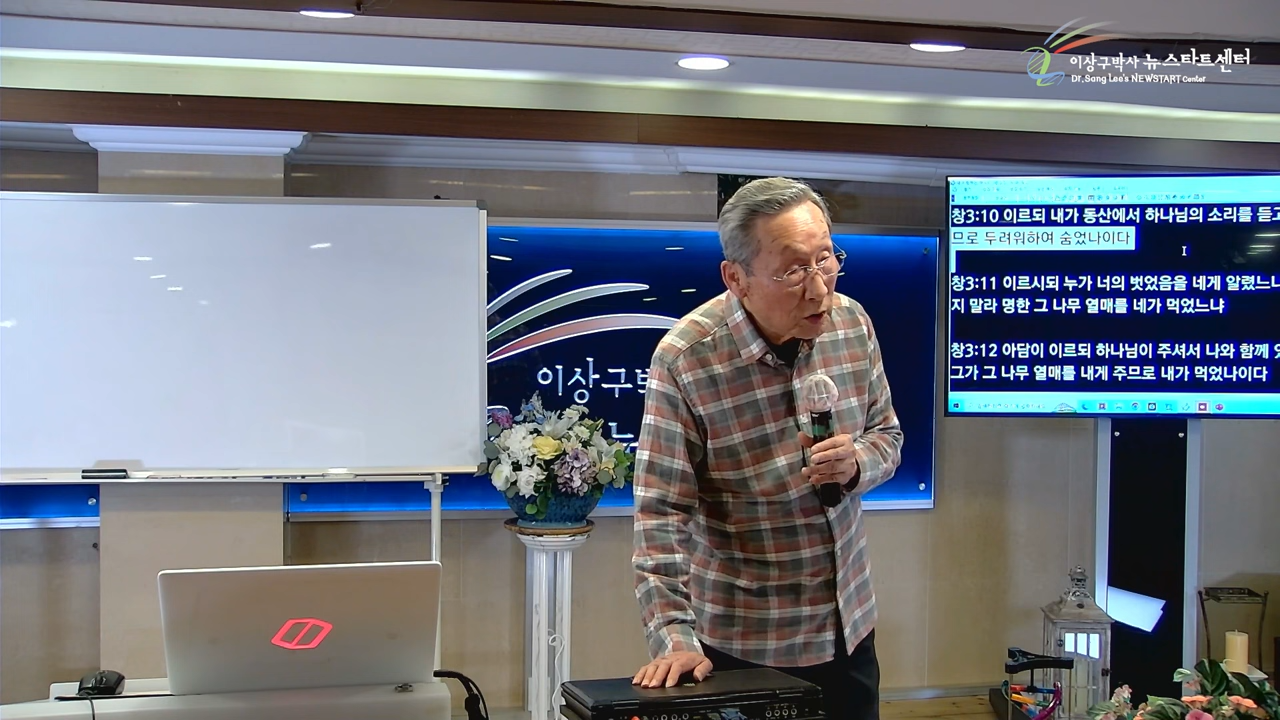 이상구박사 뉴스타트센터
Dr. Sang Lee's NEWSTART Center
창3:10 이르되 내가 동산에서 하나님의 소리를 듣고
므로 두려워하여 숨었나이다
창3:11 이르시되 누가 너의 벗었음을 네게 알렸느냐
지 말라 명한 그 나무 열매를 네가 먹었느냐
창3:12 아담이 이르되 하나님이 주셔서 나와 함께
그가 그 나무 열매를 내게 주므로 내가 먹었나이다
이상구